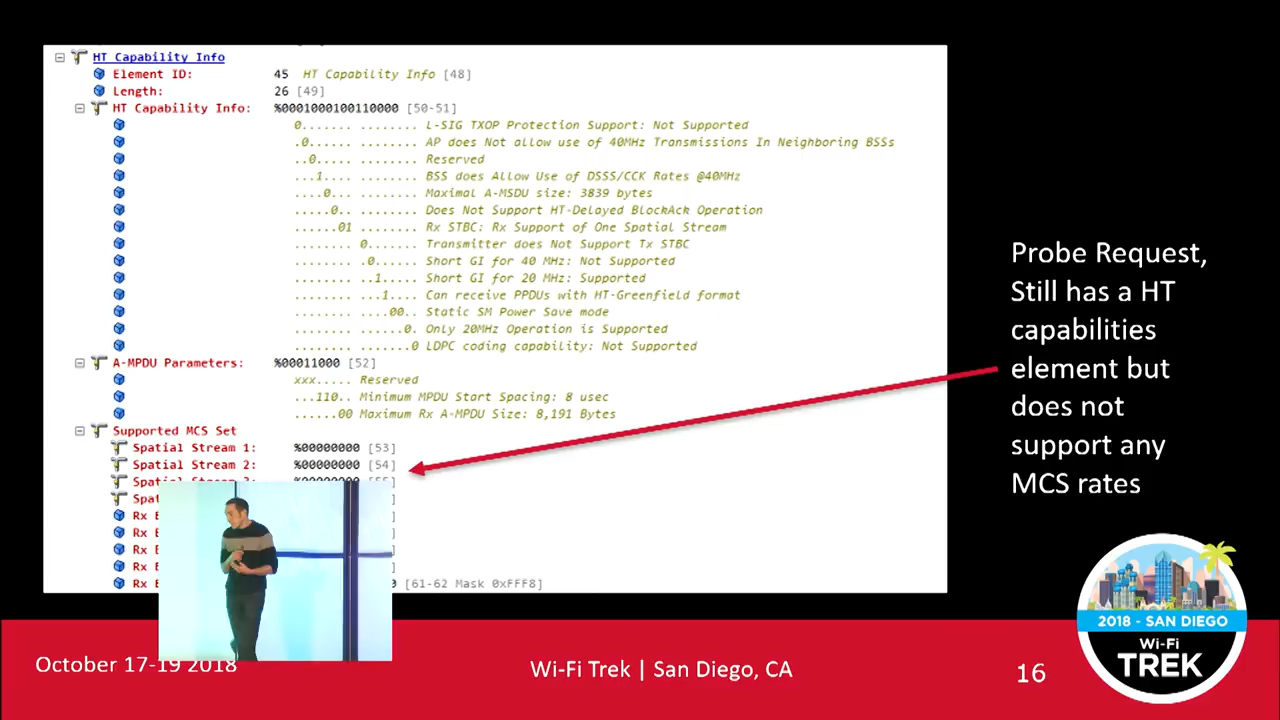 HT Capability Info
Element ID: 45 HT Capability Info [48]
Length: 26 [49]
HT Capability Info: %0001000100110000 [50-51]
0....... ........ L-SIG TXOP Protection Support: Not Supported
.0...... ........ AP does Not allow use of 40MHz Transmissions In Neighboring BSSs
..0..... ........ Reserved
...1.... ........ BSS does Allow Use of DSSS/CCK Rates @40MHz
....0... ........ Maximal A-MSDU size: 3839 bytes
.....0.. ........ Does Not Support HT-Delayed BlockAck Operation
......01 ........ Rx STBC: Rx Support of One Spatial Stream
........ 0....... Transmitter does Not Support Tx STBC
........ .0...... Short GI for 40 MHz: Not Supported
........ ..1..... Short GI for 20 MHz: Supported
........ ...1.... Can receive PPDUs with HT-Greenfield format
........ ....00.. Static SM Power Save mode
........ ......0. Only 20MHz Operation is Supported
........ .......0 LDPC coding capability: Not Supported
A-MPDU Parameters: %00011000 [52]
xxx..... Reserved
...110.. Minimum MPDU Start Spacing: 8 usec
......00 Maximum Rx A-MPDU Size: 8,191 Bytes
Supported MCS Set
Spatial Stream 1: %00000000 [53]
Spatial Stream 2: %00000000 [54]
[61-62 Mask 0xFFF8]
Probe Request,
Still has a HT
capabilities
element but
does not
support any
MCS rates
2018 - SAN DIEGO
Wi-Fi
TREK
October 17-19 2018
Wi-Fi Trek | San Diego, CA
16